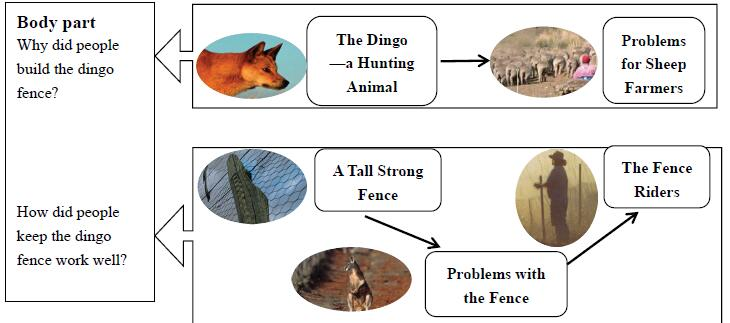 Body part
Why did people
build the dingo
fence?
The Dingo
—a Hunting
Animal
Problems
for Sheep
Farmers
How did people
keep the dingo
fence work well?
A Tall Strong
Fence
Problems with
the Fence
The Fence
Riders